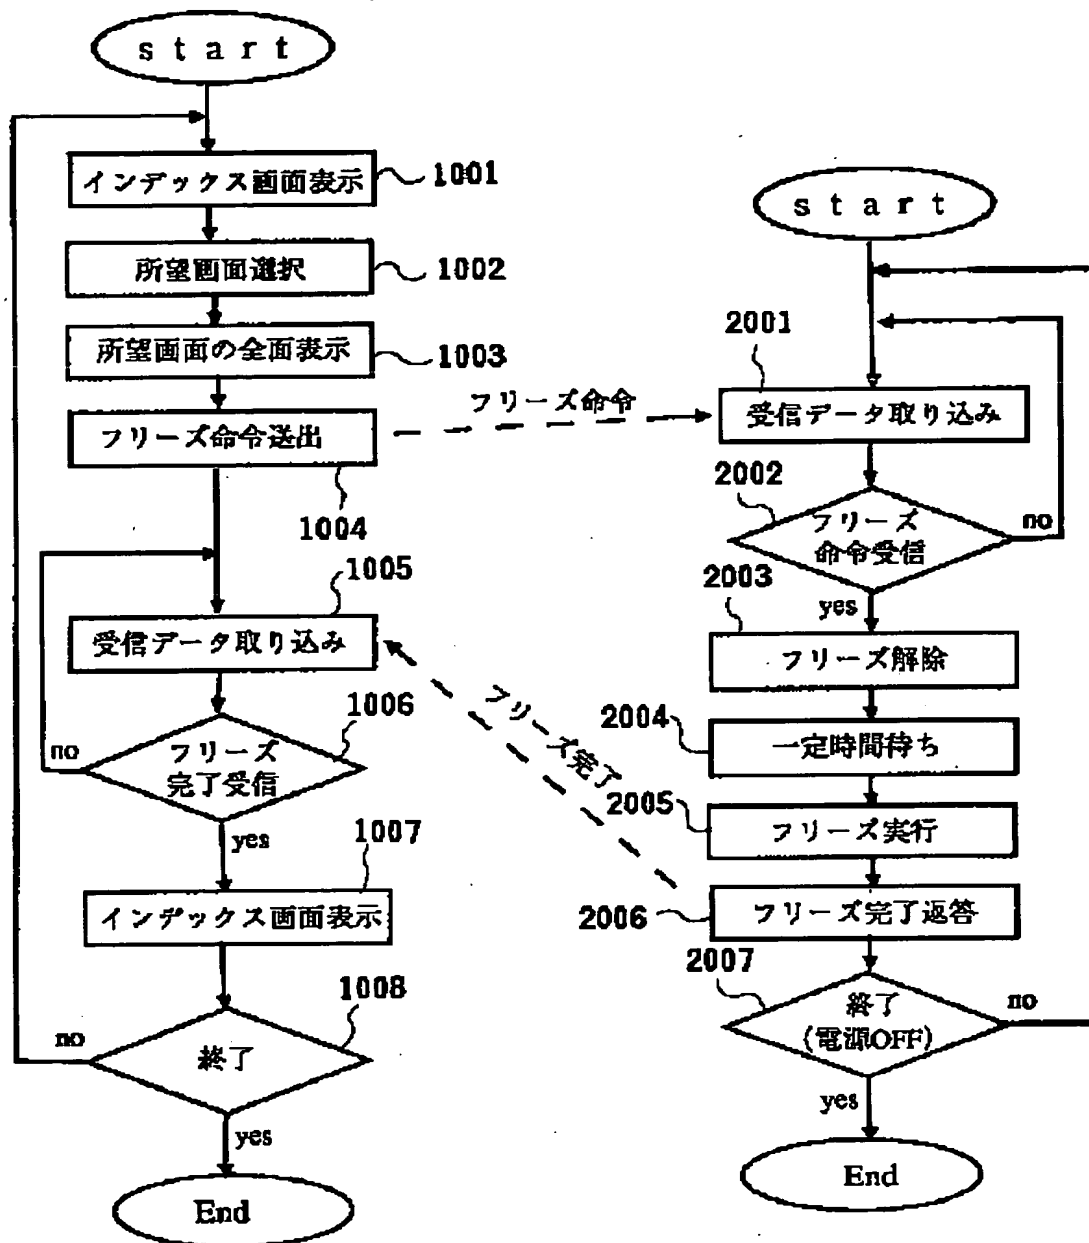 start
インデックス画面表示
1001
所望画面選択
1002
所望画面の全面表示
1003
フリーズ命令送出
1004
フリーズ命令
受信データ取り込み
1005
フリーズ
完了受信
1006
no
yes
インデックス画面表示
1007
終了
1008
no
yes
End
start
2001
受信データ取り込み
2002
フリーズ
命令受信
no
yes
2003
フリーズ解除
2004
一定時間待ち
2005
フリーズ実行
2006
フリーズ完了返答
フリーズ完了
2007
終了
(電源OFF)
no
yes
End